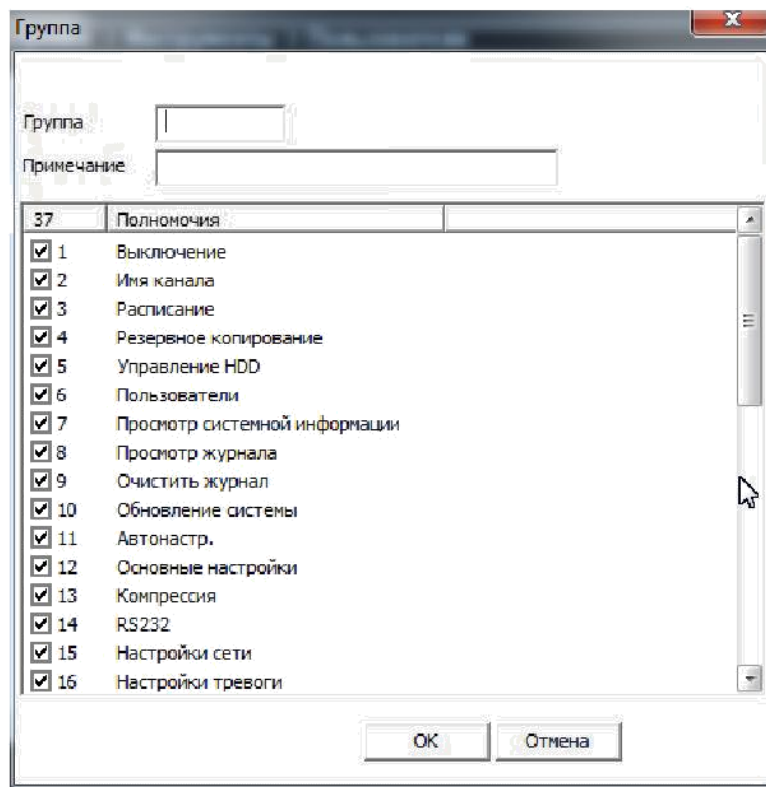 Группа
Группа
Примечание
37 Полномочия
1 Выключение
2 Имя канала
3 Расписание
4 Резервное копирование
5 Управление HDD
6 Пользователи
7 Просмотр системной информации
8 Просмотр журнала
9 Очистить журнал
10 Обновление системы
11 Автонастр.
12 Основные настройки
13 Компрессия
14 RS232
15 Настройки сети
16 Настройки тревоги
OK Отмена